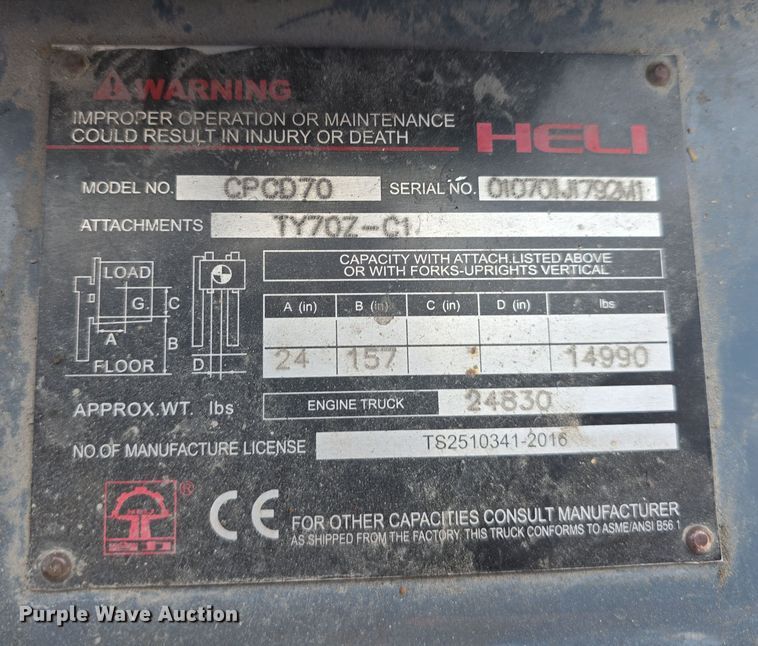 WARNING
IMPROPER OPERATION OR MAINTENANCE
COULD RESULT IN INJURY OR DEATH
HELI
MODEL NO. CPCD70 SERIAL NO. 010701J1792M1
ATTACHMENTS TY70Z-C1
LOAD
G.
C
A
B
FLOOR
D
CAPACITY WITH ATTACH.LISTED ABOVE
OR WITH FORKS-UPRIGHTS VERTICAL
A (in) B (in) C (in) D (in) lbs
24 157 14990
APPROX.WT. lbs ENGINE TRUCK 24830
NO.OF MANUFACTURE LICENSE TS2510341-2016
® CE
FOR OTHER CAPACITIES CONSULT MANUFACTURER
AS SHIPPED FROM THE FACTORY. THIS TRUCK CONFORMS TO ASME/ANSI B56 1
Purple Wave Auction